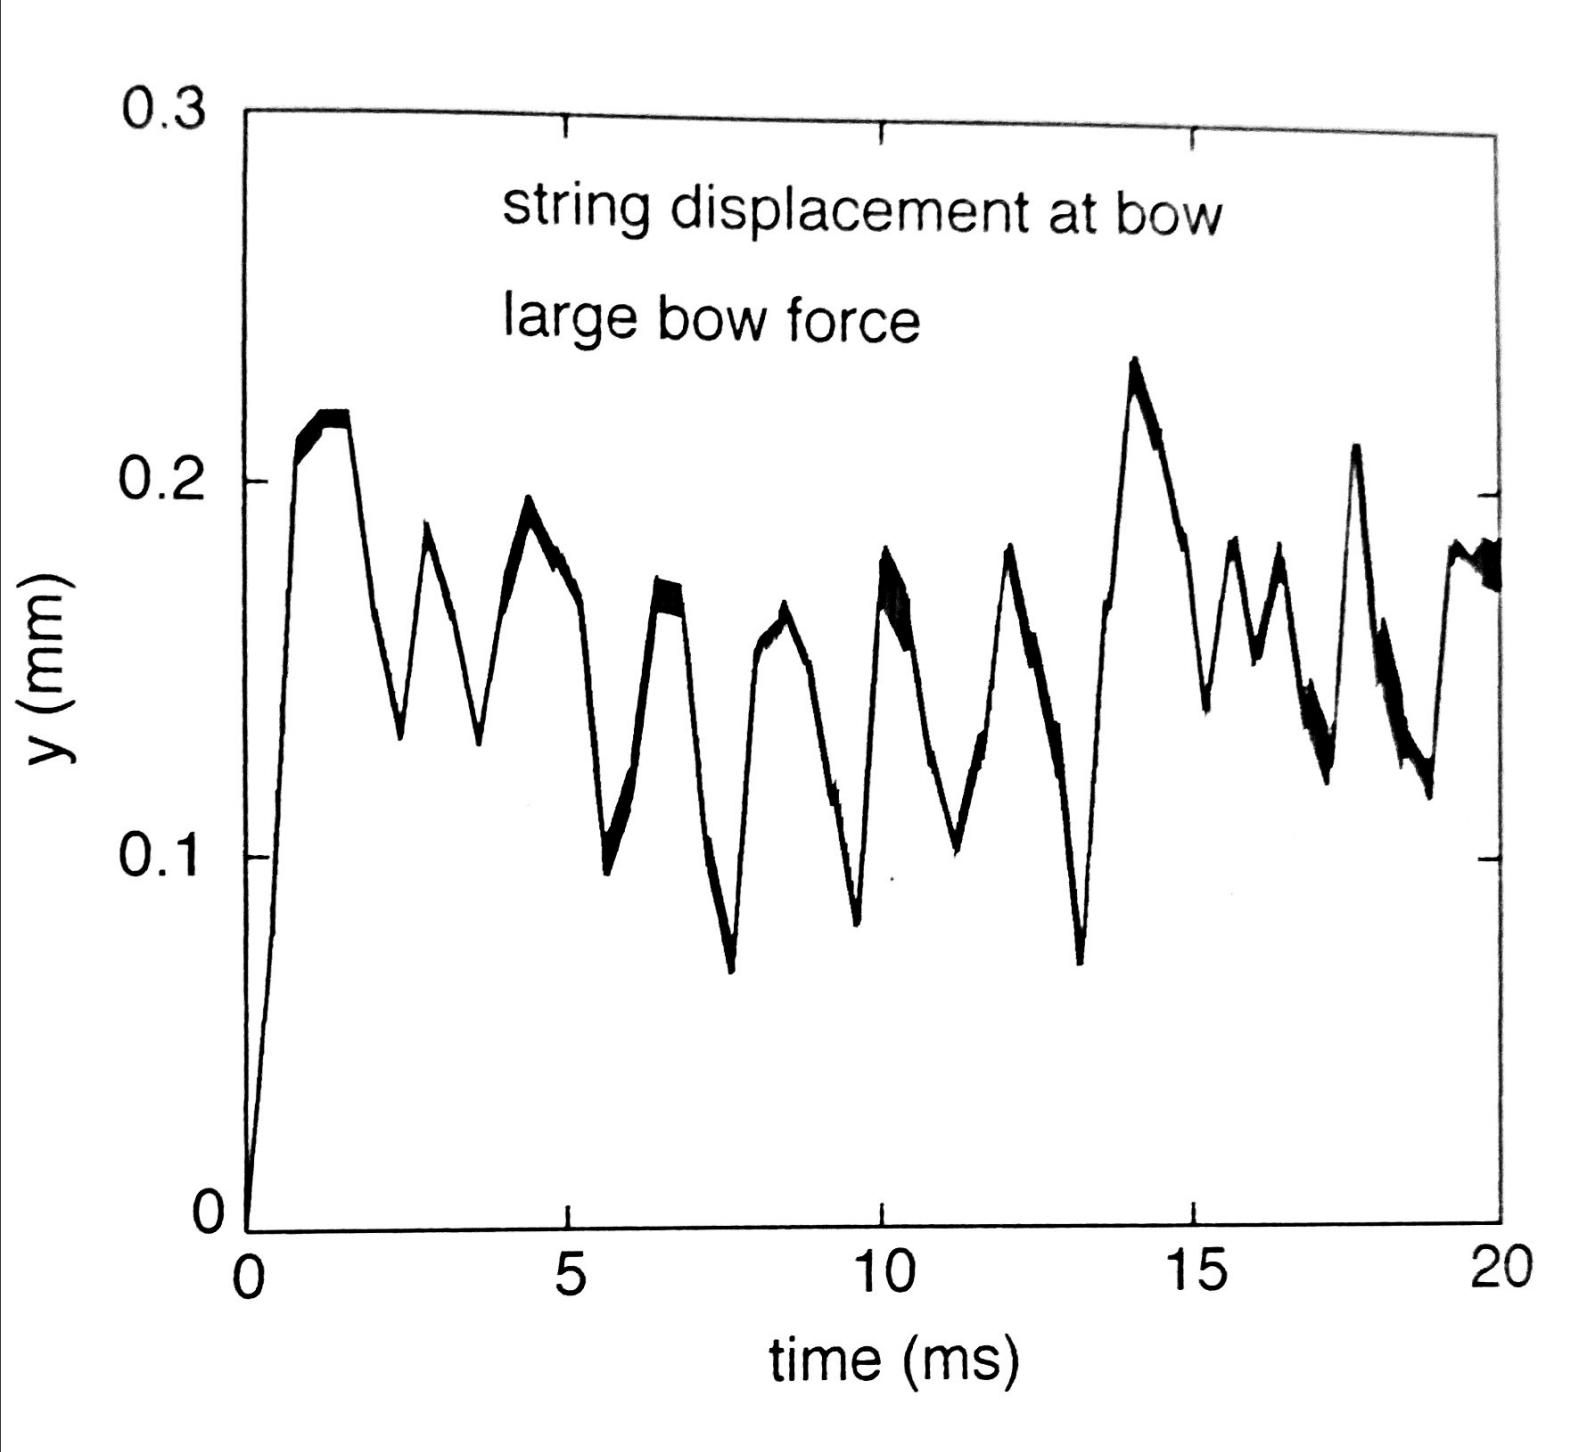 0.3
string displacement at bow
large bow force
0.2
y (mm)
0.1
0
0 5 10 15 20
time (ms)